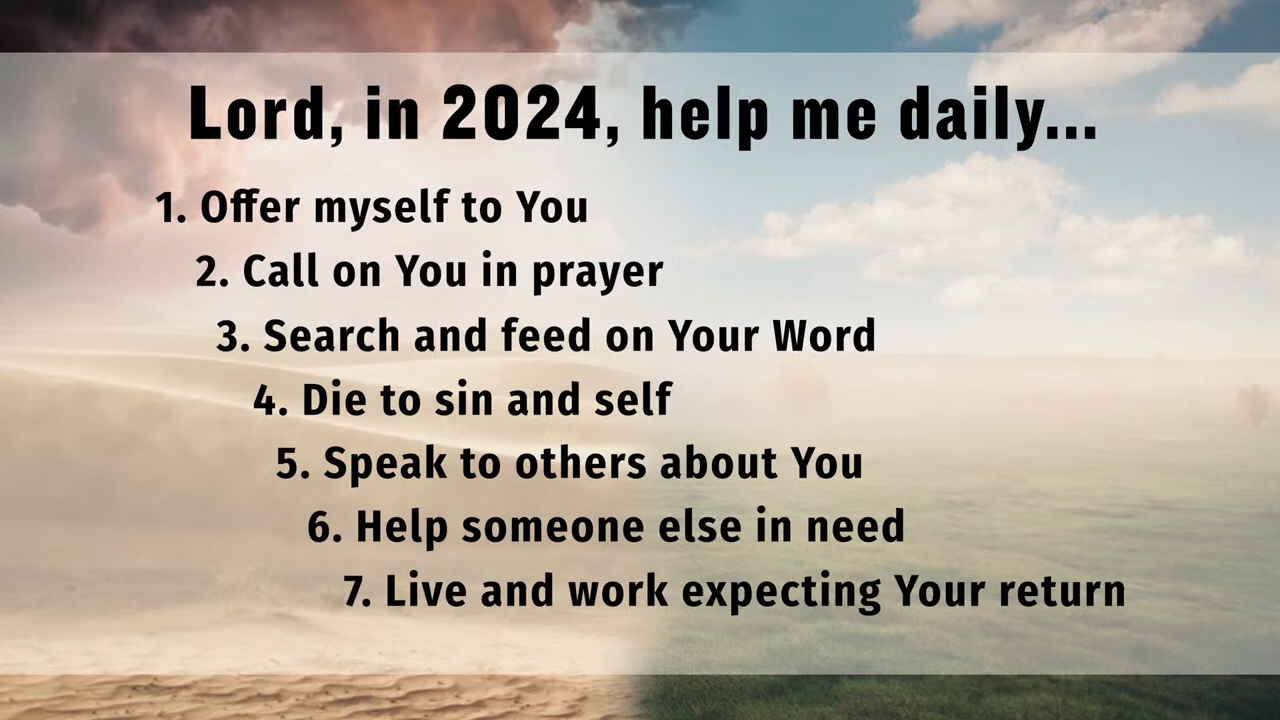 Lord, in 2024, help me daily...
1. Offer myself to You
2. Call on You in prayer
3. Search and feed on Your Word
4. Die to sin and self
5. Speak to others about You
6. Help someone else in need
7. Live and work expecting Your return